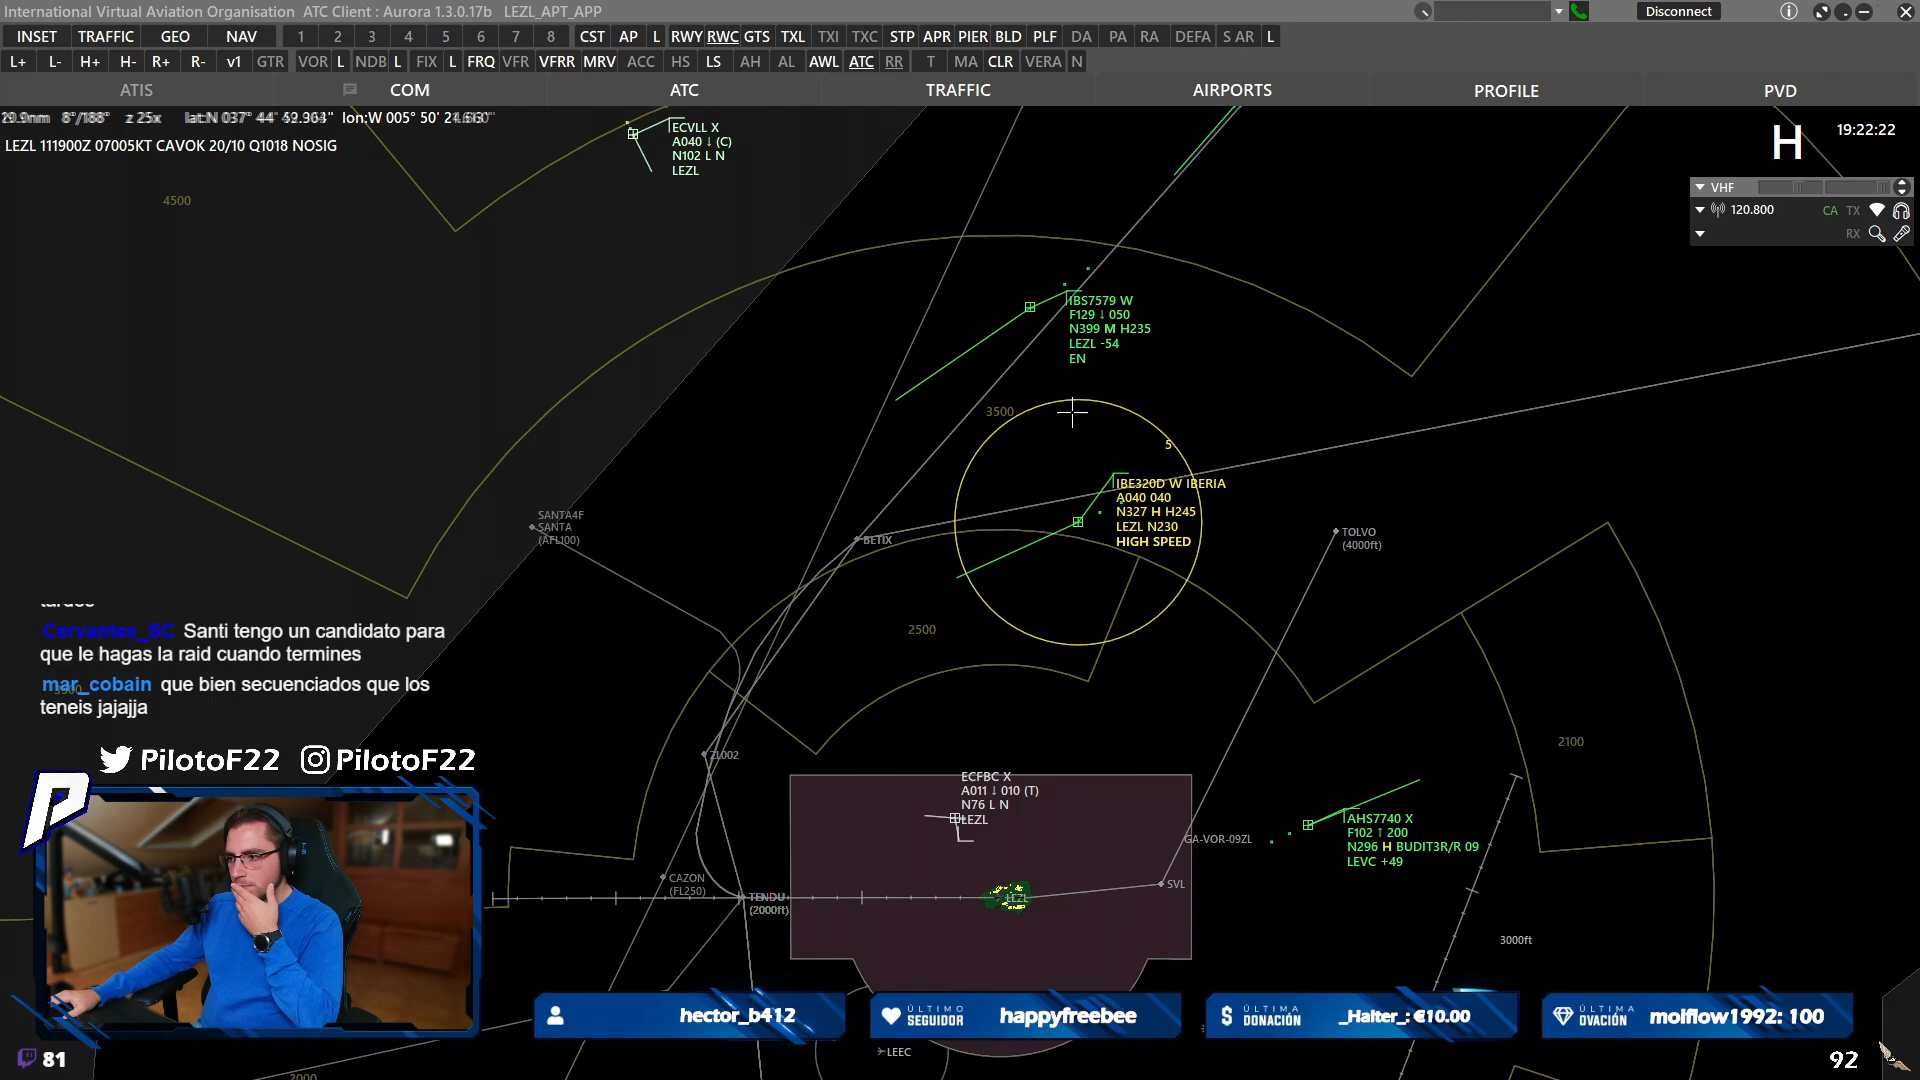 International Virtual Aviation Organisation   ATC Client : Aurora 1.3.0.17b   LEZL_APT_APP
Disconnect
INSET TRAFFIC GEO NAV 1 2 3 4 5 6 7 8 CST AP L RWY RWC GTS TXL TXI TXC STP APR PIER BLD PLF DA PA RA DEFA S AR L
L+ L- H+ H- R+ R- v1 GTR VOR L NDB L FIX L FRQ VFR VFRR MRV ACC HS LS AH AL AWL ATC RR T MA CLR VERA N
ATIS COM ATC TRAFFIC AIRPORTS PROFILE PVD
LEZL 111900Z 07005KT CAVOK 20/10 Q1018 NOSIG
H
19:22:22
VHF
120.800 CA TX
RX
ECVLL X
A040 ↓ (C)
N102 L N
LEZL
4500
IBS7579 W
F129 ↓ 050
N399 M H235
LEZL -54
EN
3500
5
IBE320D W IBERIA
A040 040
N327 H H245
LEZL N230
HIGH SPEED
SANTA4F
SANTA
(AFL100)
BETIX
TOLVO
(4000ft)
2500
Cervantes_SC Santi tengo un candidato para
que le hagas la raid cuando termines
mar_cobain que bien secuenciados que los
teneis jajajja
2100
ZL002
PilotoF22 PilotoF22
ECFBC X
A011 ↓ 010 (T)
N76 L N
LEZL
AHS7740 X
F102 ↑ 200
N296 H BUDIT3R/R 09
LEVC +49
GA-VOR-09ZL
CAZON
(FL250)
SVL
TENDU
(2000ft)
LEZL
3000ft
hector_b412
ÚLTIMO
SEGUIDOR
happyfreebee
ÚLTIMA
DONACIÓN
_Halter_: €10.00
ÚLTIMA
OVACIÓN
moiflow1992: 100
LEEC
81
92
2000